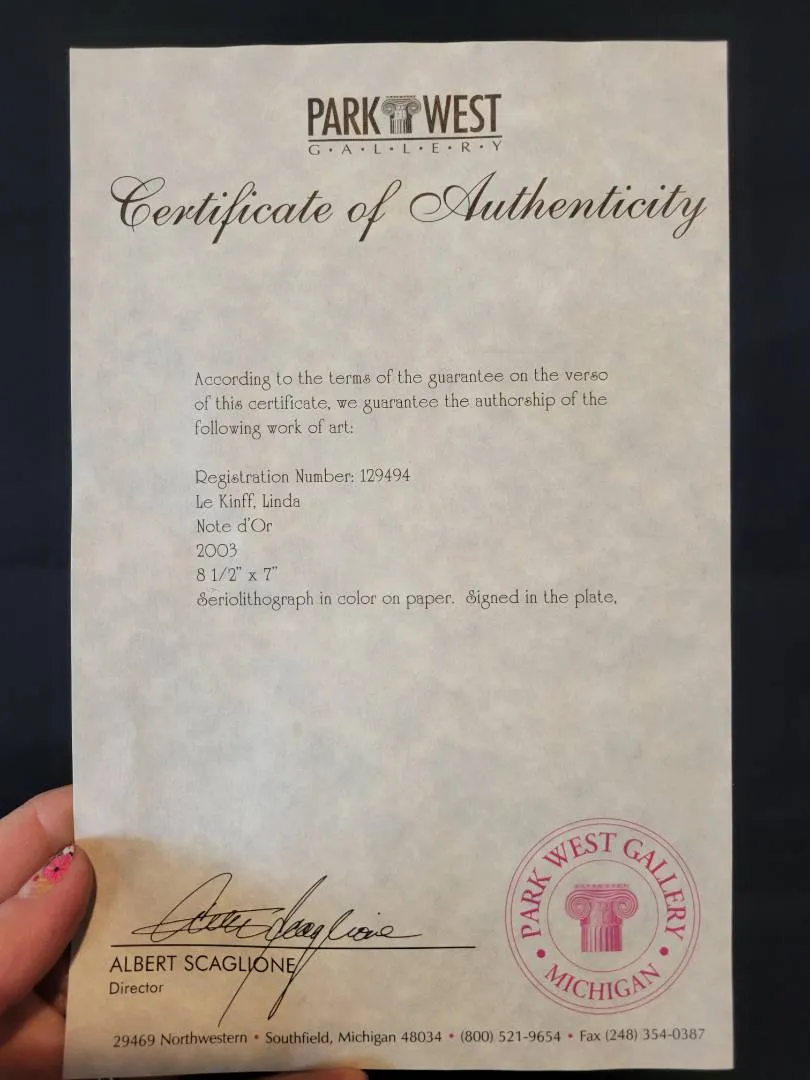 PARK WEST
G·A·L·L·E·R·Y
Certificate of Authenticity
According to the terms of the guarantee on the verso
of this certificate, we guarantee the authorship of the
following work of art:
Registration Number: 129494
Le Kinff, Linda
Note d'Or
2003
8 1/2" x 7"
Seriolithograph in color on paper.  Signed in the plate,
Albert Scaglione
ALBERT SCAGLIONE
Director
PARK WEST GALLERY
• MICHIGAN •
29469 Northwestern • Southfield, Michigan 48034 • (800) 521-9654 • Fax (248) 354-0387